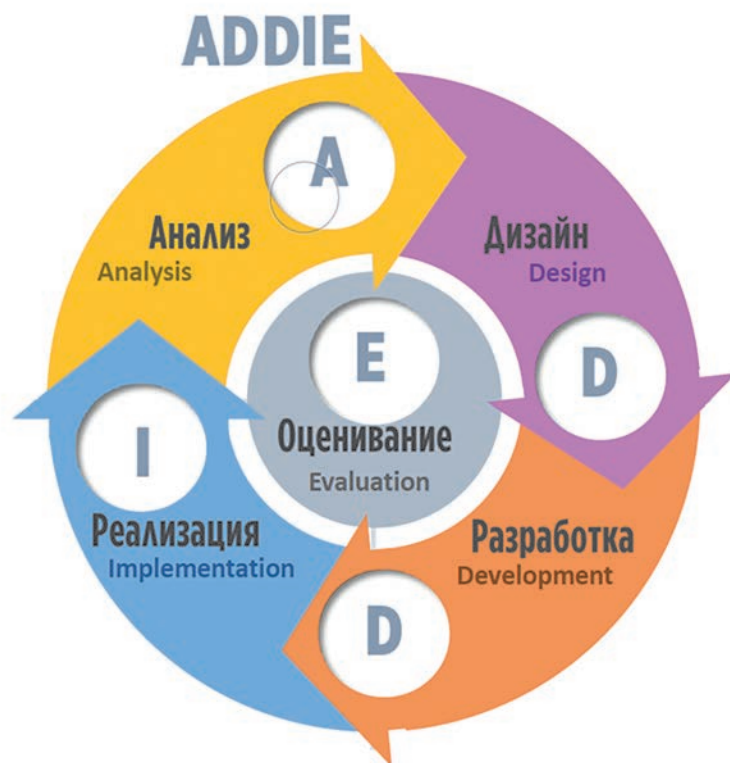 ADDIE
A
Анализ
Analysis
Дизайн
Design
D
E
Оценивание
Evaluation
I
Реализация
Implementation
Разработка
Development
D